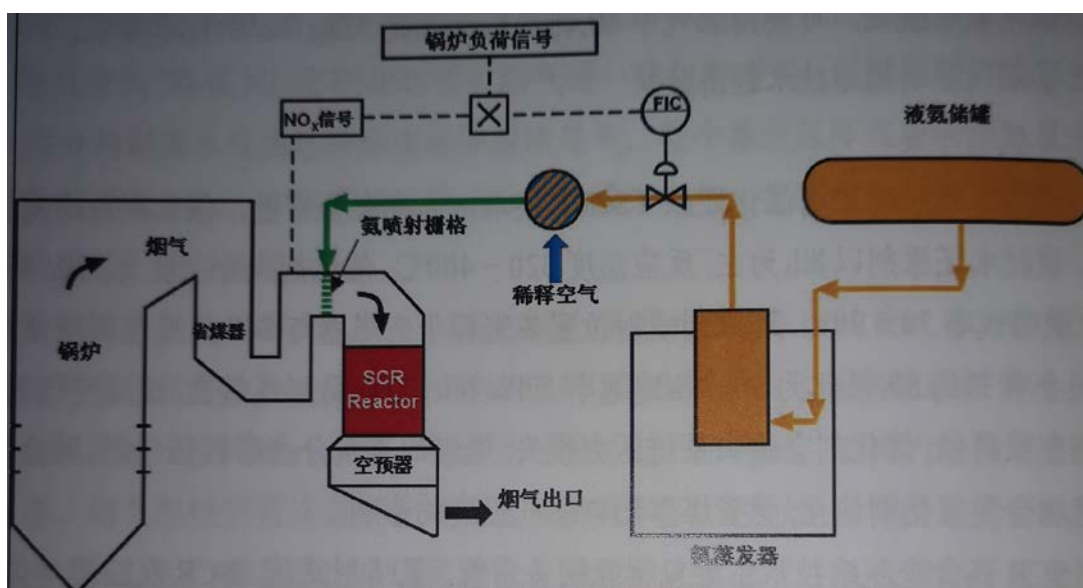 锅炉负荷信号
NOx信号
FIC
液氨储罐
氨喷射栅格
烟气
稀释空气
省煤器
锅炉
SCR
Reactor
空预器
烟气出口
氨蒸发器